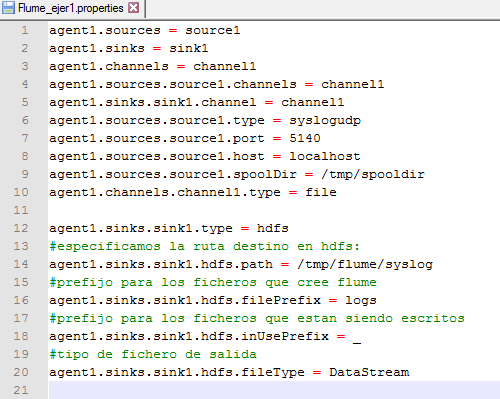 Flume_ejer1.properties
1 agent1.sources = source1
2 agent1.sinks = sink1
3 agent1.channels = channel1
4 agent1.sources.source1.channels = channel1
5 agent1.sinks.sink1.channel = channel1
6 agent1.sources.source1.type = syslogudp
7 agent1.sources.source1.port = 5140
8 agent1.sources.source1.host = localhost
9 agent1.sources.source1.spoolDir = /tmp/spooldir
10 agent1.channels.channel1.type = file
11
12 agent1.sinks.sink1.type = hdfs
13 #especificamos la ruta destino en hdfs:
14 agent1.sinks.sink1.hdfs.path = /tmp/flume/syslog
15 #prefijo para los ficheros que cree flume
16 agent1.sinks.sink1.hdfs.filePrefix = logs
17 #prefijo para los ficheros que estan siendo escritos
18 agent1.sinks.sink1.hdfs.inUsePrefix = _
19 #tipo de fichero de salida
20 agent1.sinks.sink1.hdfs.fileType = DataStream
21